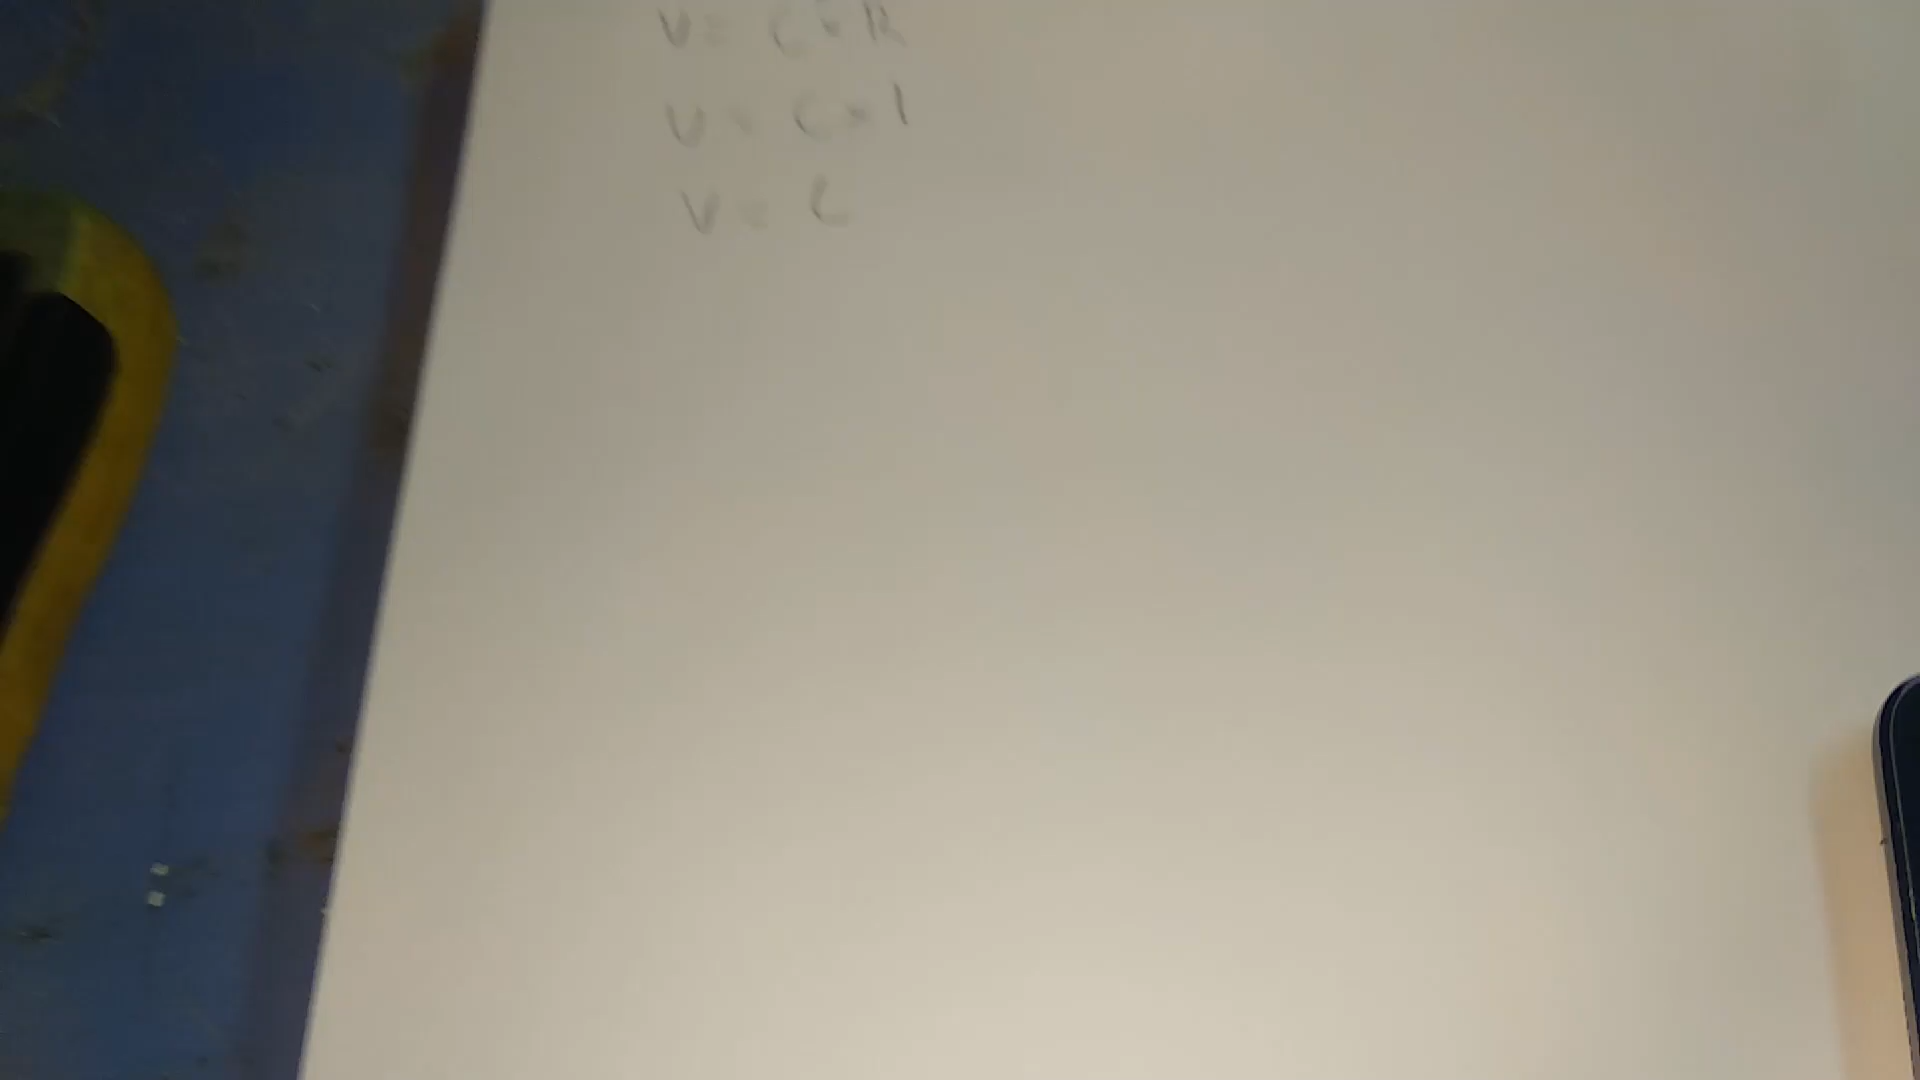 V = C × R
V = C × 1
V = C